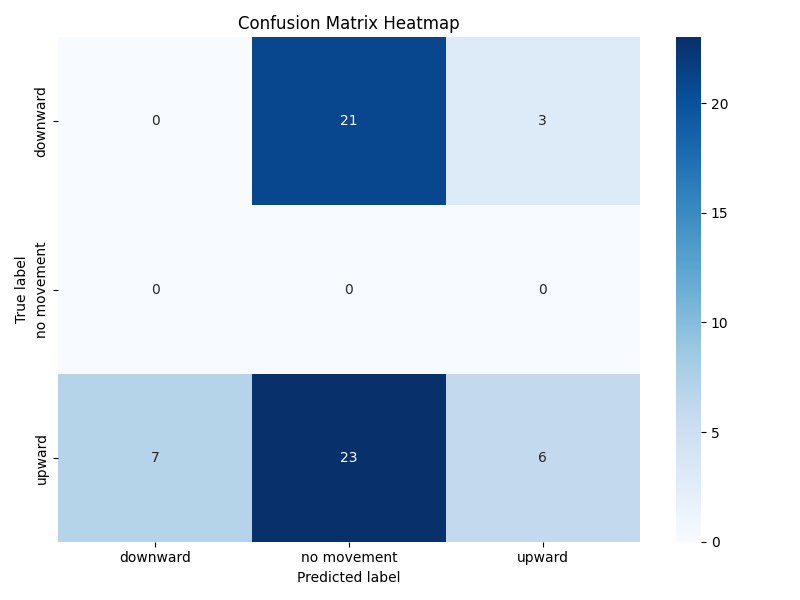 Confusion Matrix Heatmap
True label
downward
0 21 3
no movement
0 0 0
upward
7 23 6
downward no movement upward
Predicted label
20
15
10
5
0